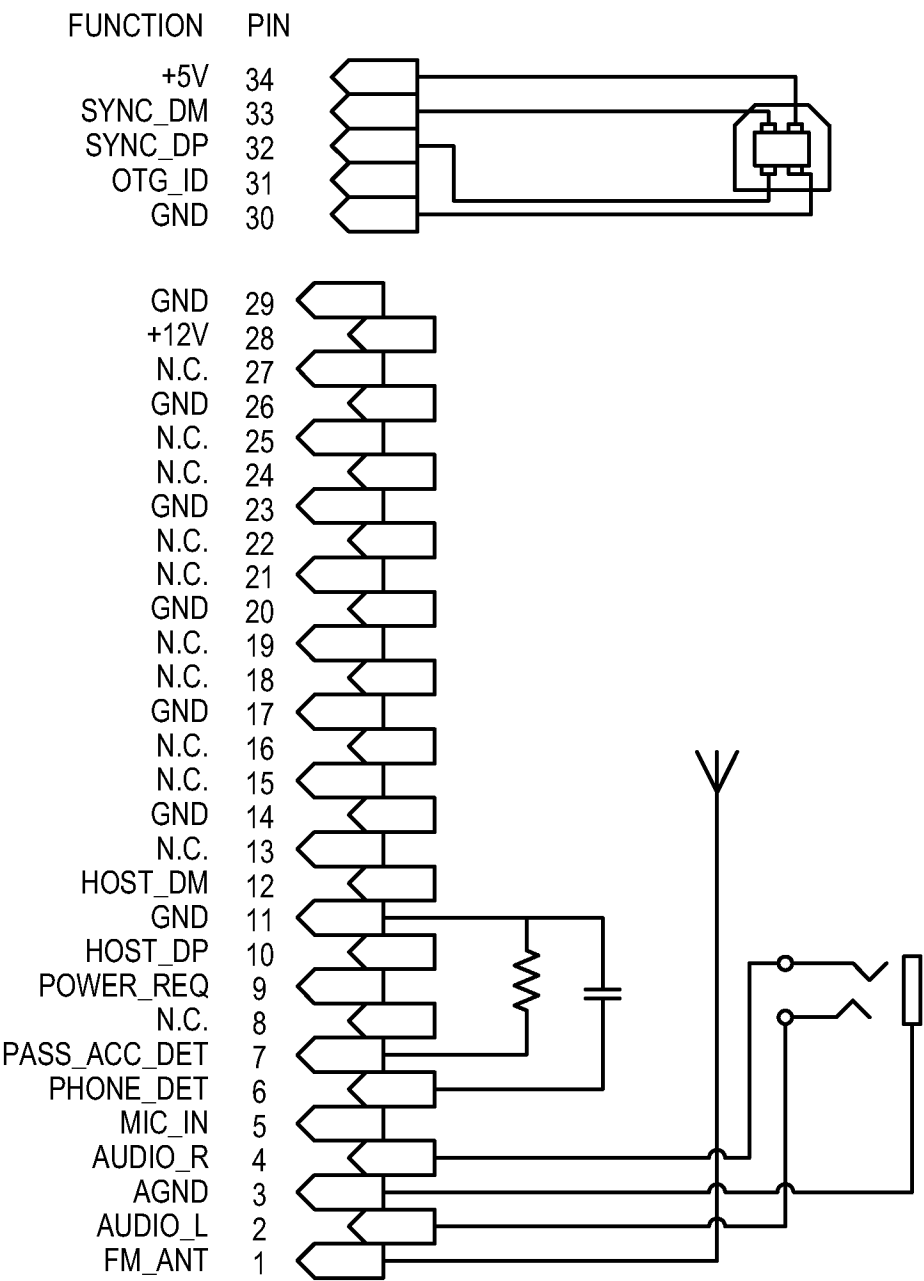 FUNCTION PIN
+5V 34
SYNC_DM 33
SYNC_DP 32
OTG_ID 31
GND 30
GND 29
+12V 28
N.C. 27
GND 26
N.C. 25
N.C. 24
GND 23
N.C. 22
N.C. 21
GND 20
N.C. 19
N.C. 18
GND 17
N.C. 16
N.C. 15
GND 14
N.C. 13
HOST_DM 12
GND 11
HOST_DP 10
POWER_REQ 9
N.C. 8
PASS_ACC_DET 7
PHONE_DET 6
MIC_IN 5
AUDIO_R 4
AGND 3
AUDIO_L 2
FM_ANT 1